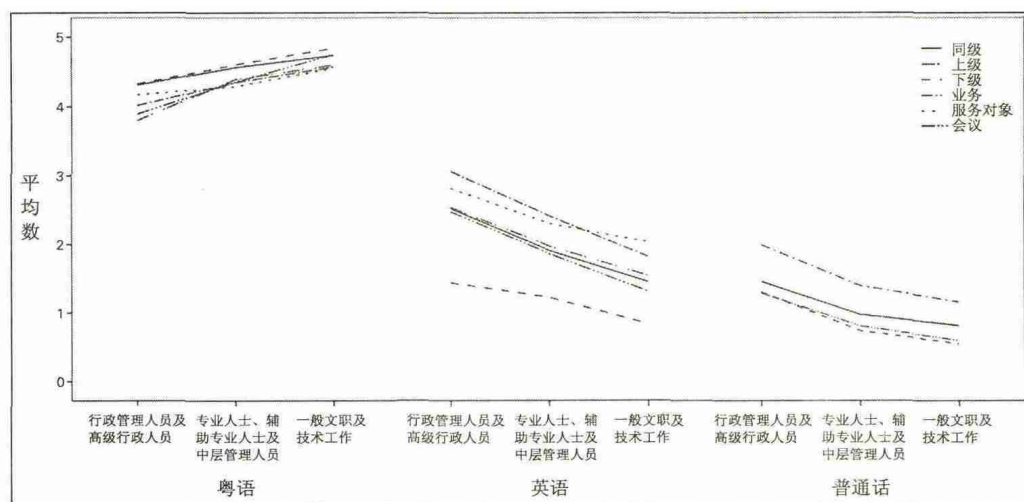 5
4
3
2
1
0
平均数
同级
上级
下级
业务
服务对象
会议
行政管理人员及
高级行政人员
专业人士、辅
助专业人士及
中层管理人员
一般文职及
技术工作
行政管理人员及
高级行政人员
专业人士、辅
助专业人士及
中层管理人员
一般文职及
技术工作
行政管理人员及
高级行政人员
专业人士、辅
助专业人士及
中层管理人员
一般文职及
技术工作
粤语
英语
普通话